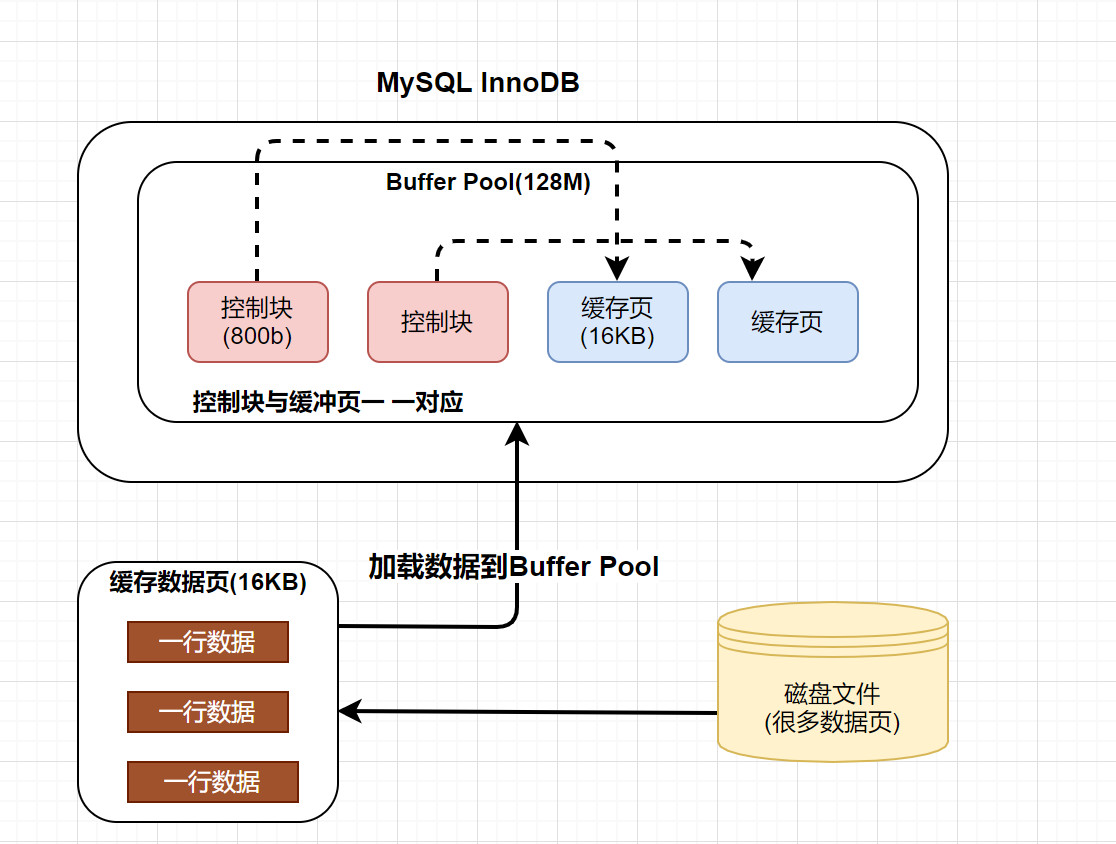 MySQL InnoDB
Buffer Pool(128M)
控制块
(800b)
控制块
缓存页
(16KB)
缓存页
控制块与缓冲页一 一对应
加载数据到Buffer Pool
缓存数据页(16KB)
一行数据
一行数据
一行数据
磁盘文件
(很多数据页)